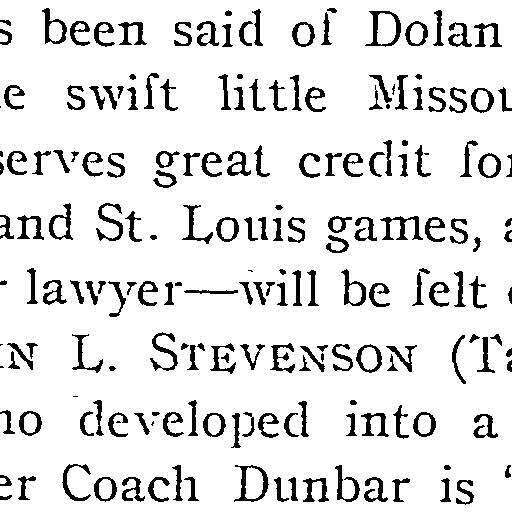 s been said of Dolan
e swift little Missou
serves great credit for
and St. Louis games, a
r lawyer—will be felt
IN L. STEVENSON (Ta
ho developed into a
er Coach Dunbar is "